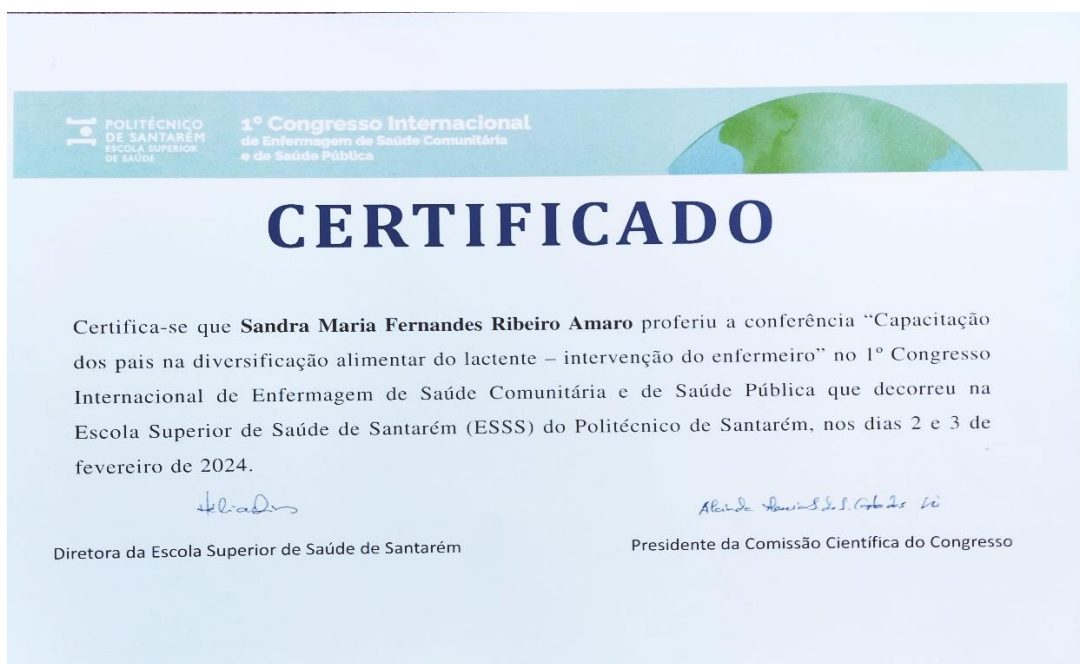 POLITÉCNICO
DE SANTARÉM
ESCOLA SUPERIOR
DE SAÚDE
1º Congresso Internacional
de Enfermagem de Saúde Comunitária
e de Saúde Pública
CERTIFICADO
Certifica-se que Sandra Maria Fernandes Ribeiro Amaro proferiu a conferência “Capacitação
dos pais na diversificação alimentar do lactente – intervenção do enfermeiro” no 1º Congresso
Internacional de Enfermagem de Saúde Comunitária e de Saúde Pública que decorreu na
Escola Superior de Saúde de Santarém (ESSS) do Politécnico de Santarém, nos dias 2 e 3 de
fevereiro de 2024.
Diretora da Escola Superior de Saúde de Santarém
Presidente da Comissão Científica do Congresso